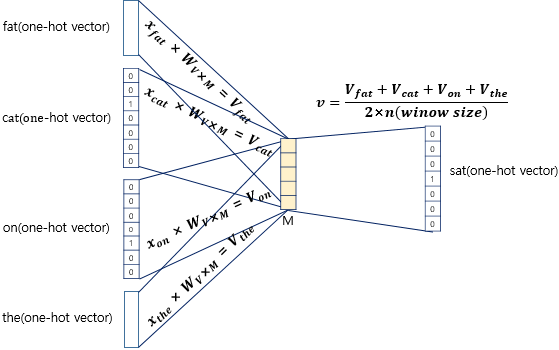 fat(one-hot vector)
x_fat × W_V×M = V_fat
0
0
1
0
0
0
0
cat(one-hot vector)
x_cat × W_V×M = V_cat
v = (V_fat + V_cat + V_on + V_the) / 2×n(winow size)
0
0
0
1
0
0
0
sat(one-hot vector)
0
0
0
0
1
0
0
on(one-hot vector)
x_on × W_V×M = V_on
M
the(one-hot vector)
x_the × W_V×M = V_the